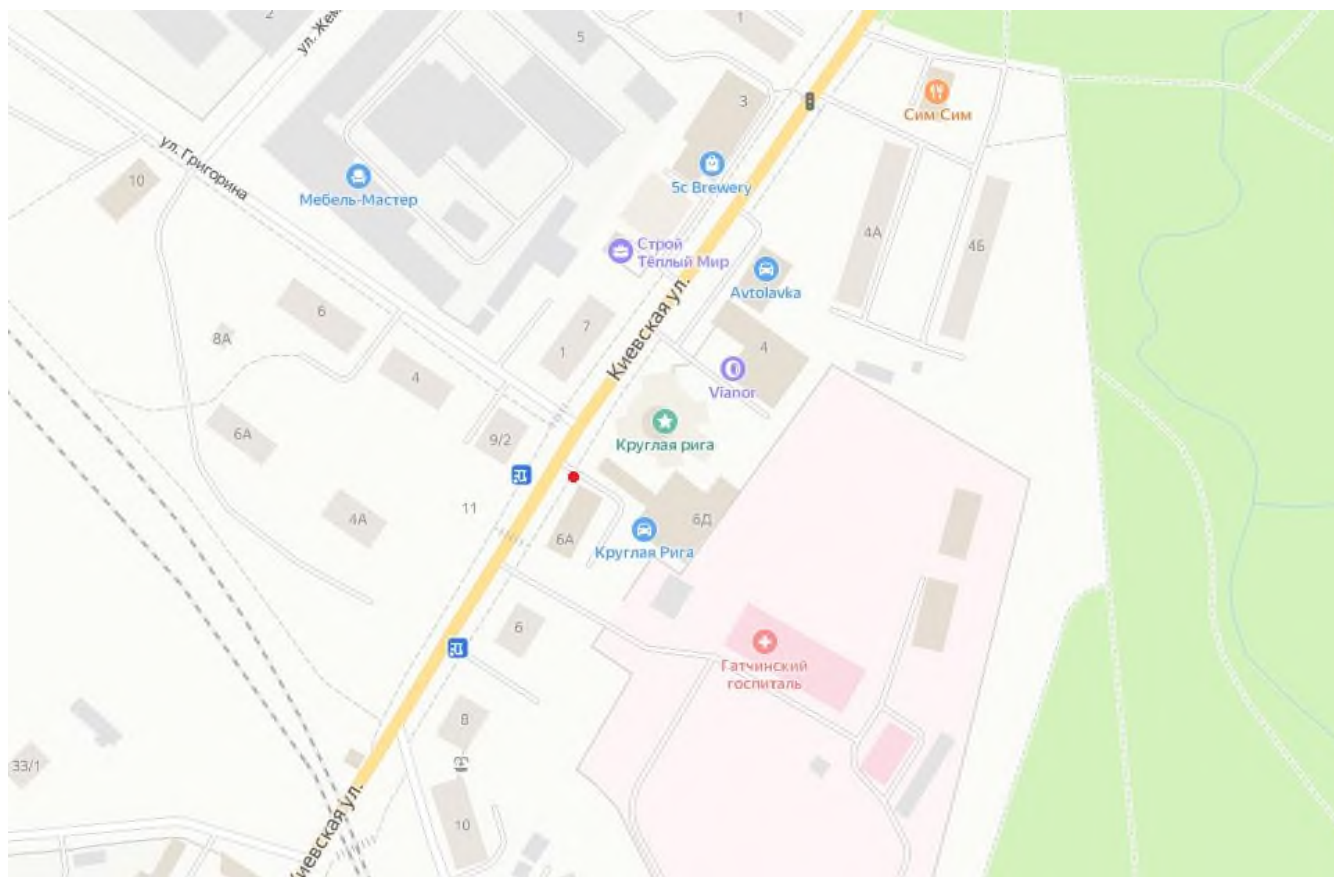 2
ул. Жем
5
1
3
Сим Сим
ул. Григорина
10
Мебель-Мастер
5c Brewery
4А
4Б
Строй
Тёплый Мир
Avtolavka
Киевская ул.
6
7
1
8А
4
4
Vianor
Круглая рига
6А
9/2
11
4А
6А
6Д
Круглая Рига
6
Гатчинский
госпиталь
8
33/1
10
Киевская ул.